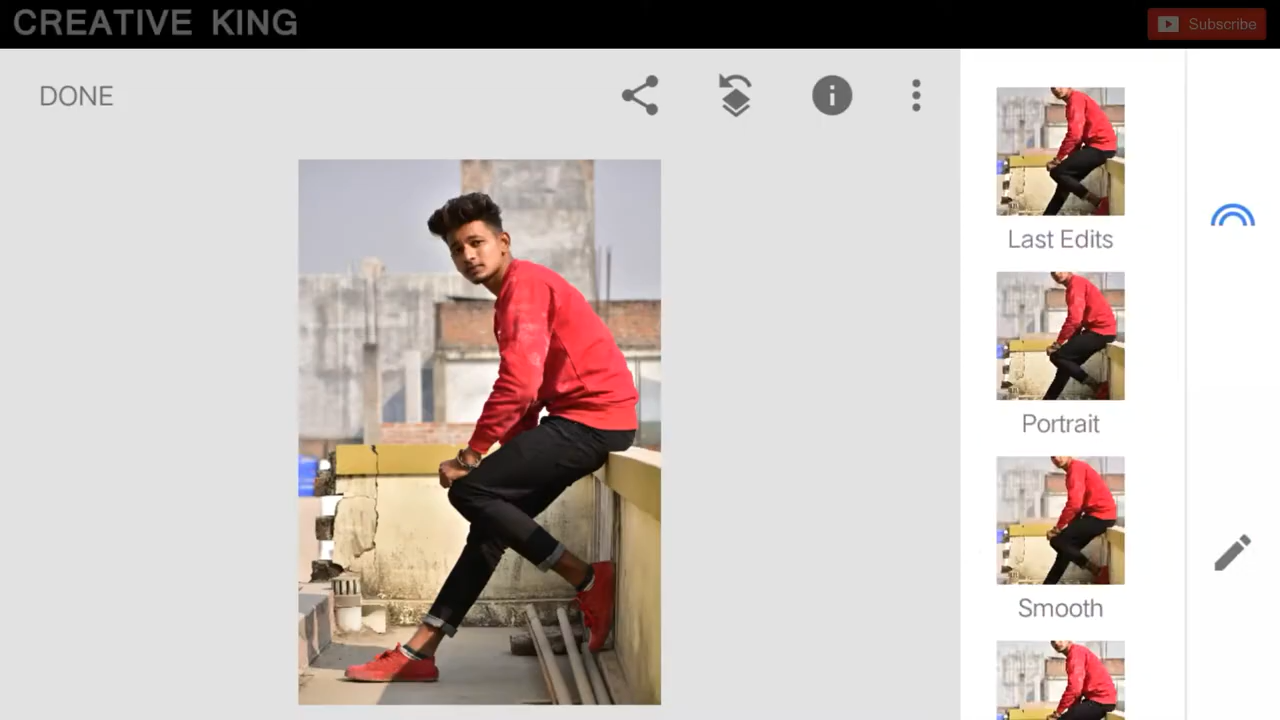 CREATIVE KING
Subscribe
DONE
Last Edits
Portrait
Smooth